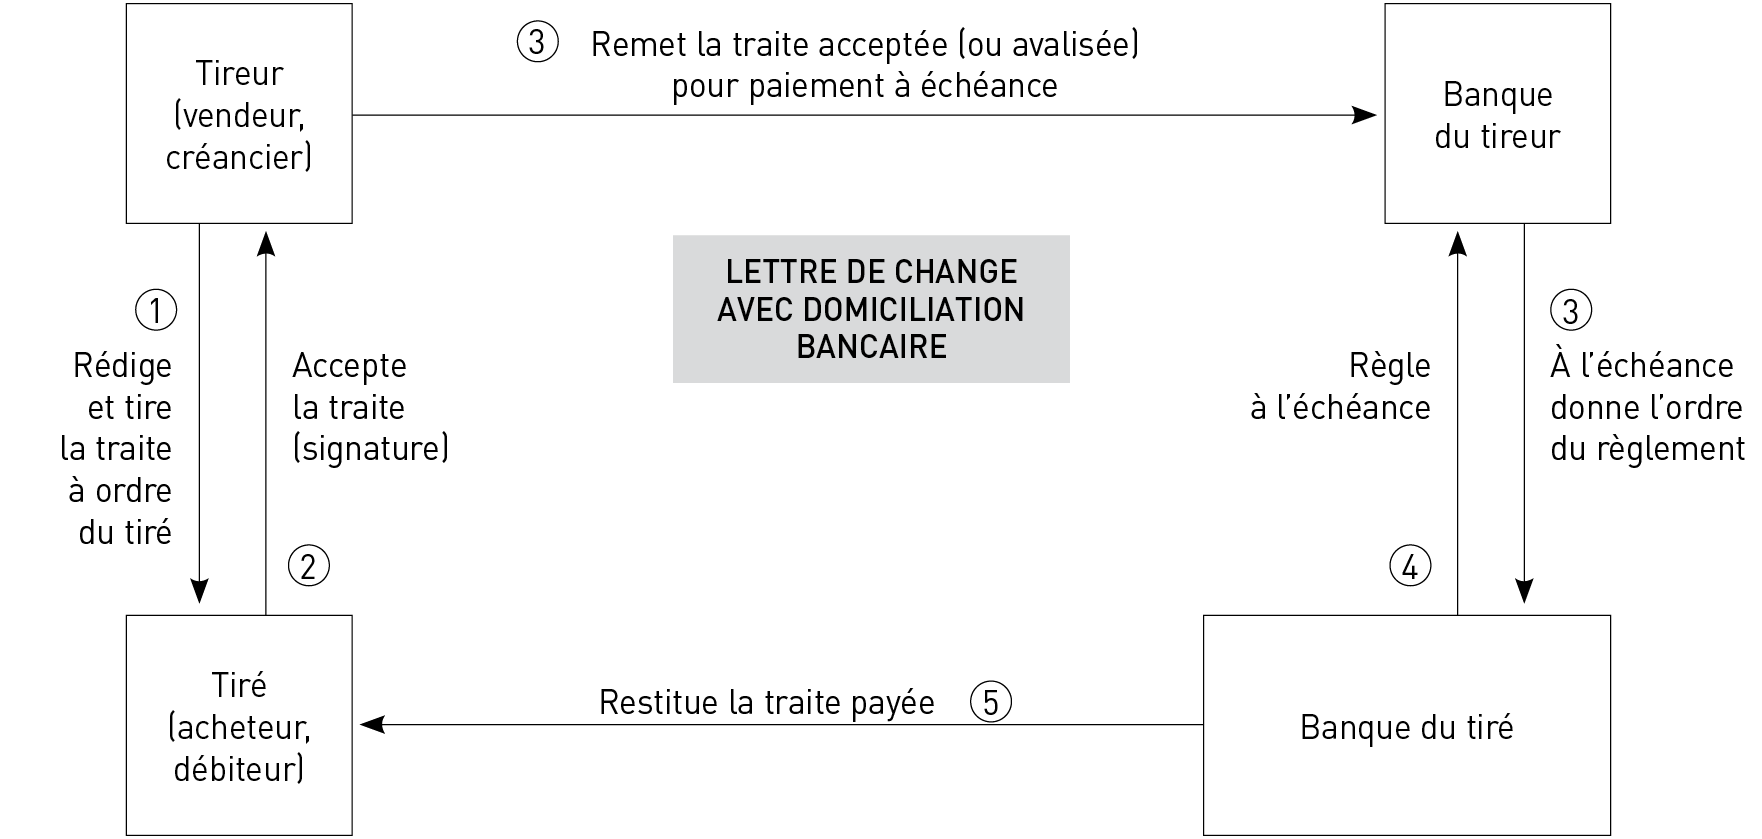 Tireur
(vendeur,
créancier)
③ Remet la traite acceptée (ou avalisée)
pour paiement à échéance
Banque
du tireur
LETTRE DE CHANGE
AVEC DOMICILIATION
BANCAIRE
①
Rédige
et tire
la traite
à ordre
du tiré
Accepte
la traite
(signature)
②
Règle
à l’échéance
④
③
À l’échéance
donne l’ordre
du règlement
Tiré
(acheteur,
débiteur)
Restitue la traite payée ⑤
Banque du tiré